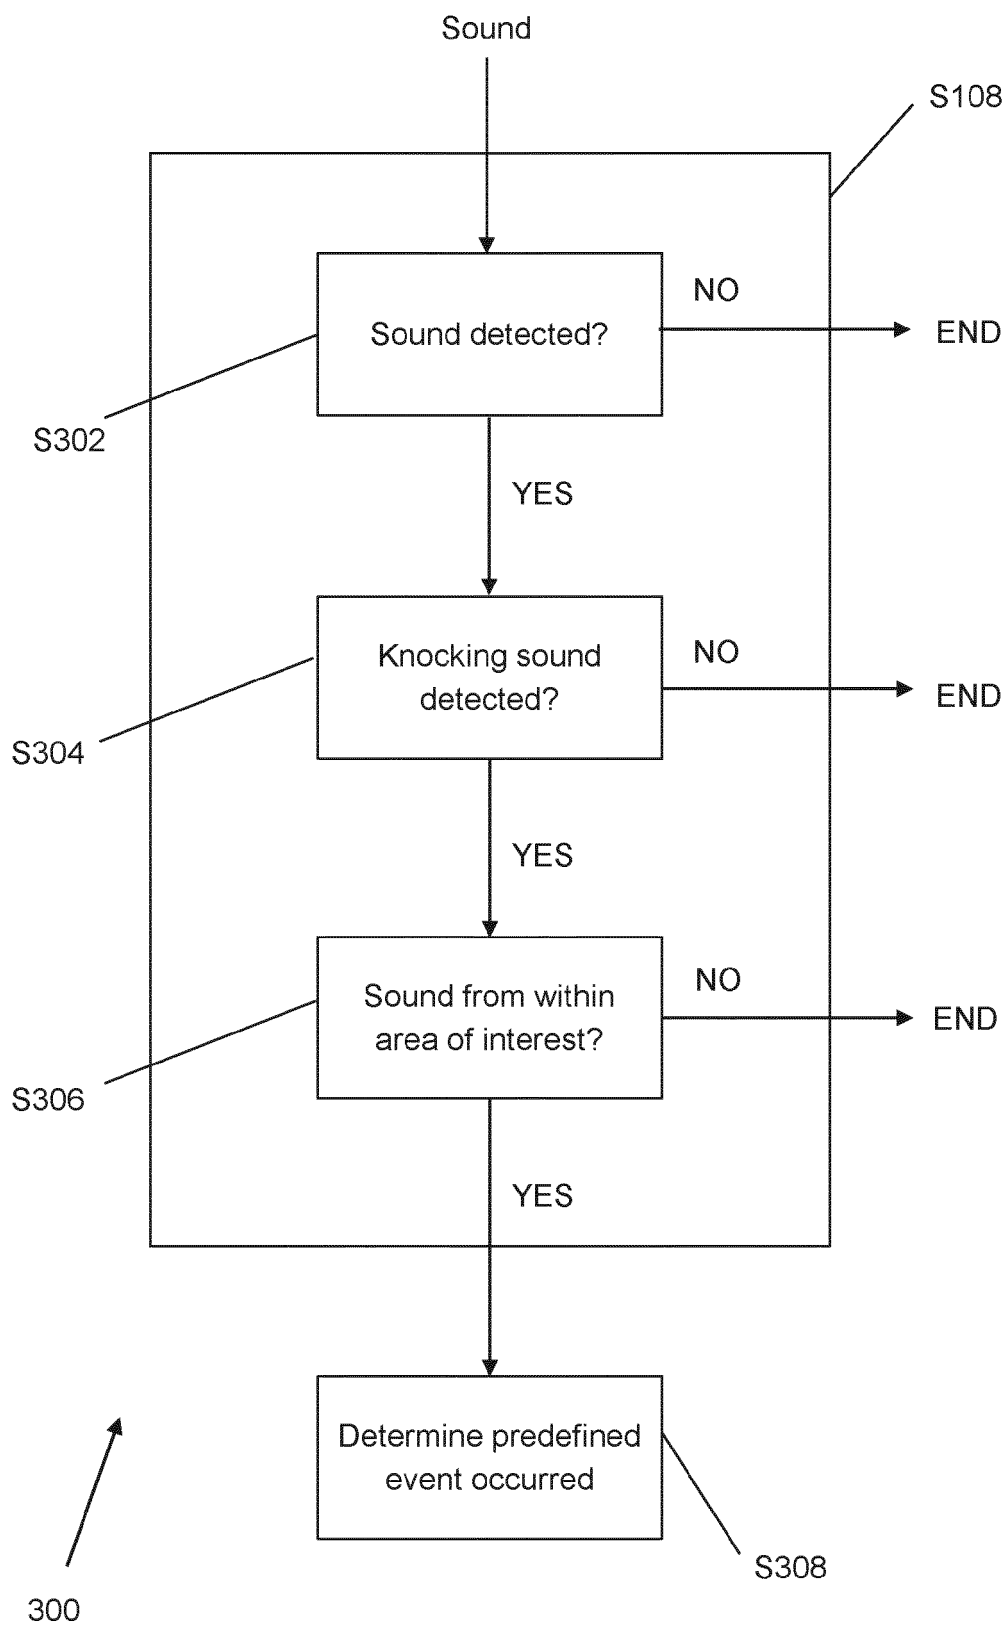 Sound
S108
NO
Sound detected?
END
S302
YES
NO
Knocking sound
detected?
END
S304
YES
NO
Sound from within
area of interest?
END
S306
YES
Determine predefined
event occurred
S308
300